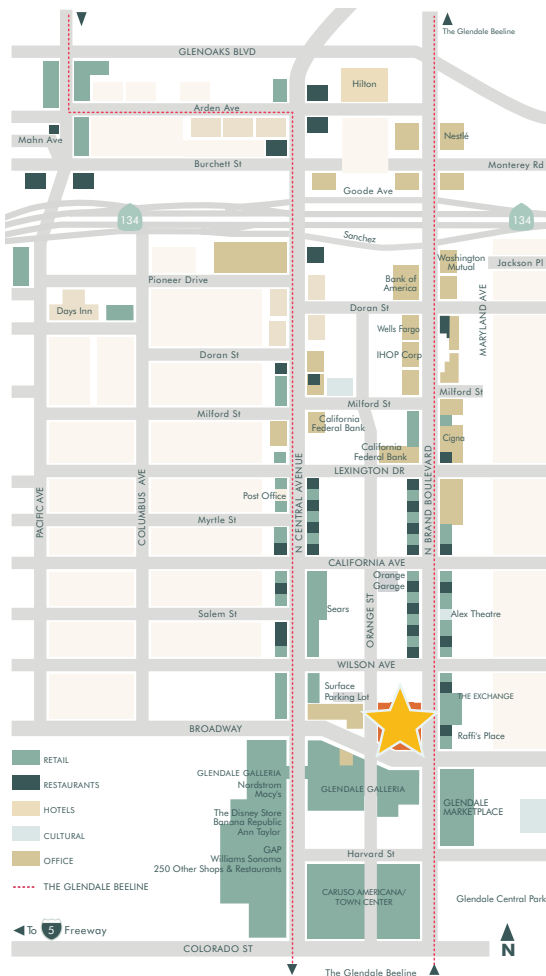 The Glendale Beeline
GLENOAKS BLVD
Hilton
Arden Ave
Mahn Ave
Nestlé
Burchett St
Monterey Rd
Goode Ave
134
134
Sanchez
Washington
Mutual
Jackson Pl
Pioneer Drive
Bank of
America
MARYLAND AVE
Days Inn
Doran St
Wells Fargo
Doran St
IHOP Corp
Milford St
Milford St
Milford St
California
Federal Bank
Cigna
California
Federal Bank
LEXINGTON DR
PACIFIC AVE
COLUMBUS AVE
N CENTRAL AVENUE
N BRAND BOULEVARD
Post Office
Myrtle St
CALIFORNIA AVE
Orange
Garage
ORANGE ST
Sears
Salem St
Alex Theatre
WILSON AVE
Surface
Parking Lot
THE EXCHANGE
BROADWAY
Raffi's Place
RETAIL
RESTAURANTS
HOTELS
CULTURAL
OFFICE
THE GLENDALE BEELINE
GLENDALE GALLERIA
Nordstrom
Macy's
The Disney Store
Banana Republic
Ann Taylor
GAP
Williams Sonoma
250 Other Shops & Restaurants
GLENDALE GALLERIA
GLENDALE
MARKETPLACE
Harvard St
CARUSO AMERICANA/
TOWN CENTER
Glendale Central Park
To 5 Freeway
N
COLORADO ST
The Glendale Beeline